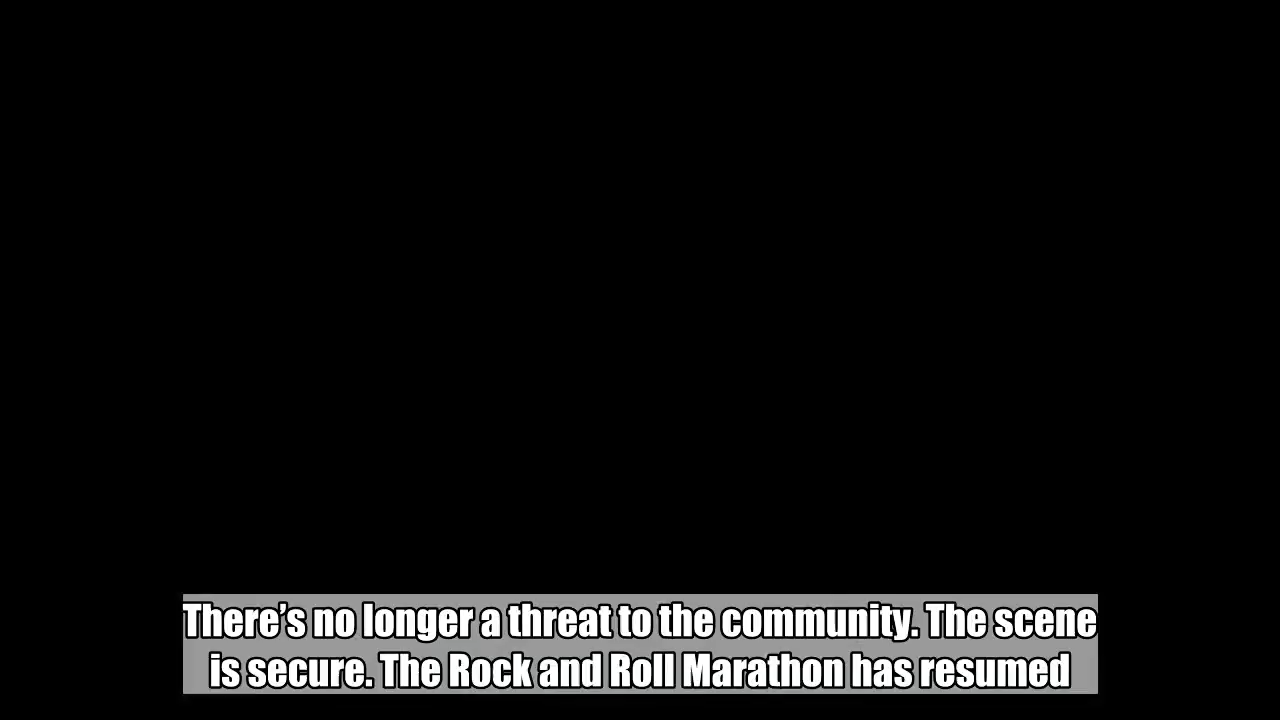 There’s no longer a threat to the community. The scene
is secure. The Rock and Roll Marathon has resumed